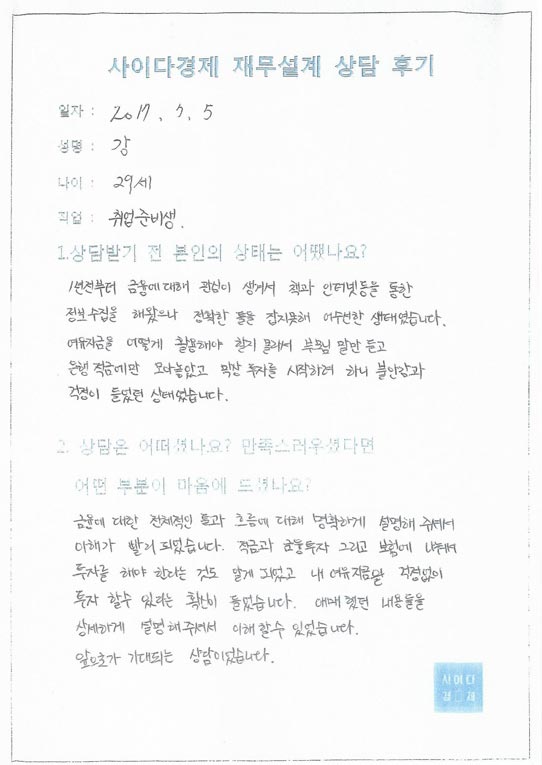 사이다경제 재무설계 상담 후기
일자 : 2017. 7. 5
성명 : 강
나이 : 29세
직업 : 취업준비생.
1.상담받기 전 본인의 상태는 어땠나요?
1년전부터 금융에 대해 관심이 생겨서 책과 인터넷등을 통한
정보수집을 해왔으나 정확한 틀을 잡지못해 어수선한 상태였습니다.
여유자금을 어떻게 활용해야 할지 몰라서 부모님 말만 듣고
은행 적금에만 모아놓았고 막상 투자를 시작하려 하니 불안감과
걱정이 들었던 상태였습니다.
2. 상담은 어떠셨나요? 만족스러우셨다면
어떤 부분이 마음에 드셨나요?
금융에 대한 전체적인 틀과 흐름에 대해 명확하게 설명해 주셔서
이해가 빨리 되었습니다. 적금과 금융투자 그리고 보험에 나눠서
투자를 해야 한다는 것도 알게 되었고 내 여유자금을 걱정없이
투자 할수 있다는 확신이 들었습니다. 애매했던 내용들을
상세하게 설명해주셔서 이해할수 있었습니다.
앞으로가 기대되는 상담이었습니다.
사이다
경제